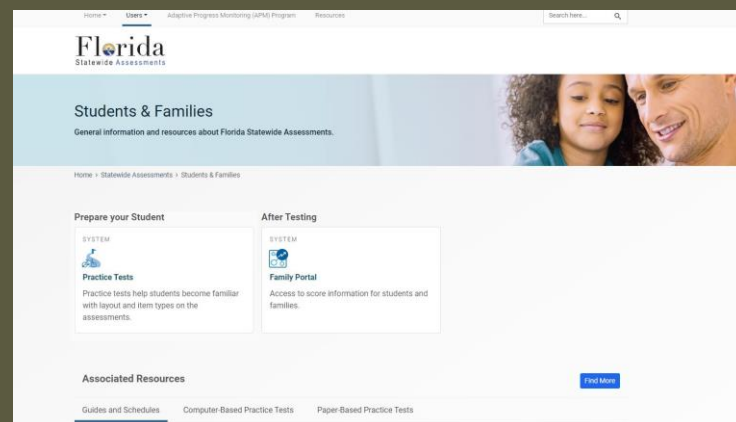 Home Users Adaptive Progress Monitoring (APM) Program Resources Search here...
Florida
Statewide Assessments
Students & Families
General information and resources about Florida Statewide Assessments.
Home > Statewide Assessments > Students & Families
Prepare your Student
SYSTEM
Practice Tests
Practice tests help students become familiar
with layout and item types on the
assessments.
After Testing
SYSTEM
Family Portal
Access to score information for students and
families.
Associated Resources
Find More
Guides and Schedules Computer-Based Practice Tests Paper-Based Practice Tests